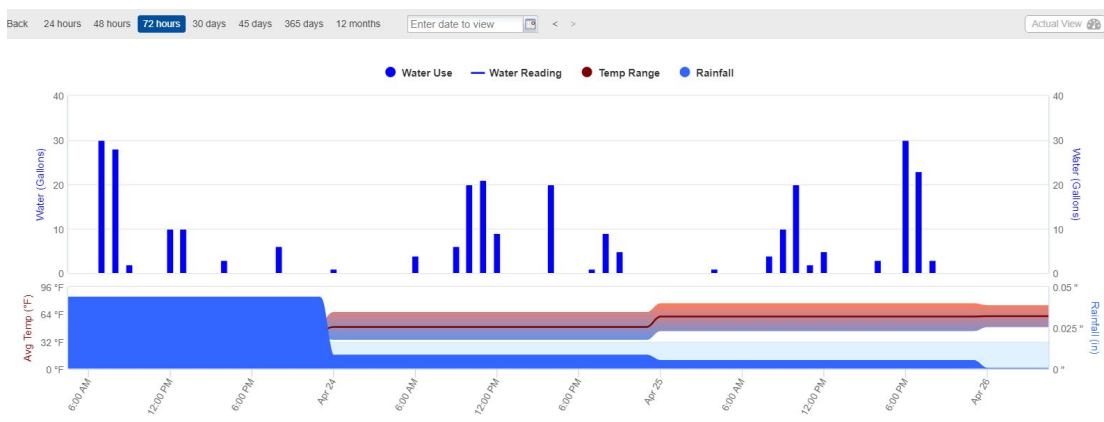 Back 24 hours 48 hours 72 hours 30 days 45 days 365 days 12 months Enter date to view < > Actual View
Water Use Water Reading Temp Range Rainfall
40 40
30 30
20 20
10 10
0 0
Water (Gallons)
Water (Gallons)
96 °F 0.05 "
64 °F
0.025 "
32 °F
0 °F 0 "
Avg Temp (°F)
Rainfall (in)
6:00 AM 12:00 PM 6:00 PM Apr 24 6:00 AM 12:00 PM 6:00 PM Apr 25 6:00 AM 12:00 PM 6:00 PM Apr 26